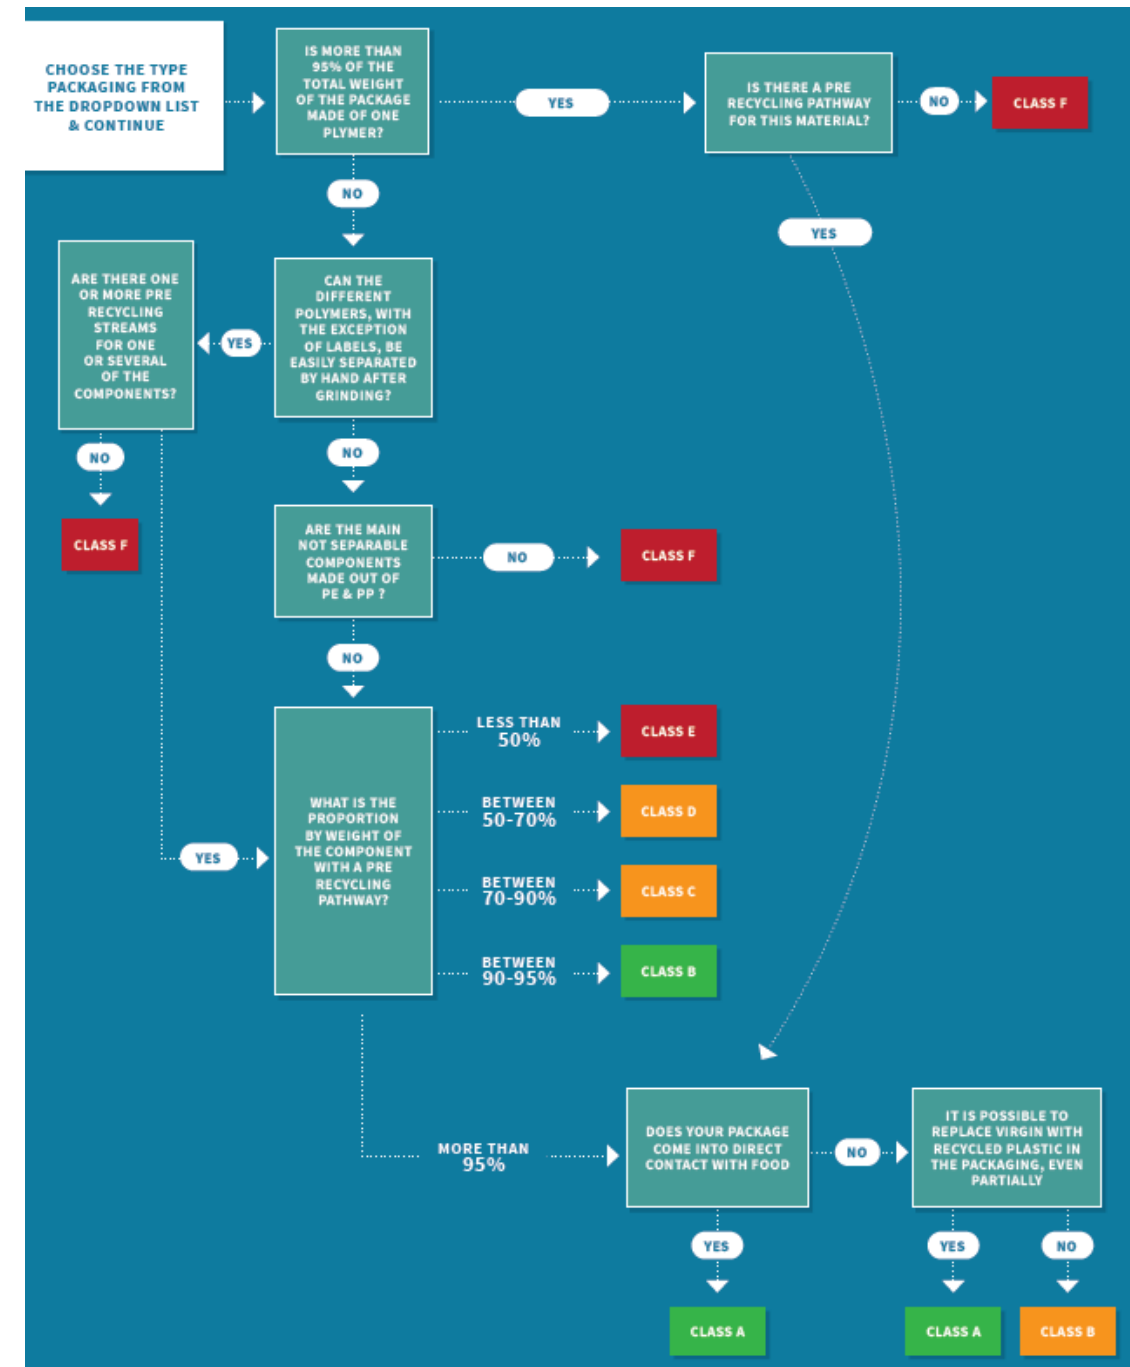 CHOOSE THE TYPE
PACKAGING FROM
THE DROPDOWN LIST
& CONTINUE
IS MORE THAN
95% OF THE
TOTAL WEIGHT
OF THE PACKAGE
MADE OF ONE
PLYMER?
YES
IS THERE A PRE
RECYCLING PATHWAY
FOR THIS MATERIAL?
NO
CLASS F
NO
YES
ARE THERE ONE
OR MORE PRE
RECYCLING
STREAMS
FOR ONE
OR SEVERAL
OF THE
COMPONENTS?
YES
CAN THE
DIFFERENT
POLYMERS, WITH
THE EXCEPTION
OF LABELS, BE
EASILY SEPARATED
BY HAND AFTER
GRINDING?
NO
NO
CLASS F
ARE THE MAIN
NOT SEPARABLE
COMPONENTS
MADE OUT OF
PE & PP ?
NO
CLASS F
NO
WHAT IS THE
PROPORTION
BY WEIGHT OF
THE COMPONENT
WITH A PRE
RECYCLING
PATHWAY?
YES
LESS THAN
50%
CLASS E
BETWEEN
50-70%
CLASS D
BETWEEN
70-90%
CLASS C
BETWEEN
90-95%
CLASS B
MORE THAN
95%
DOES YOUR PACKAGE
COME INTO DIRECT
CONTACT WITH FOOD
NO
IT IS POSSIBLE TO
REPLACE VIRGIN WITH
RECYCLED PLASTIC IN
THE PACKAGING, EVEN
PARTIALLY
YES
YES
NO
CLASS A
CLASS A
CLASS B